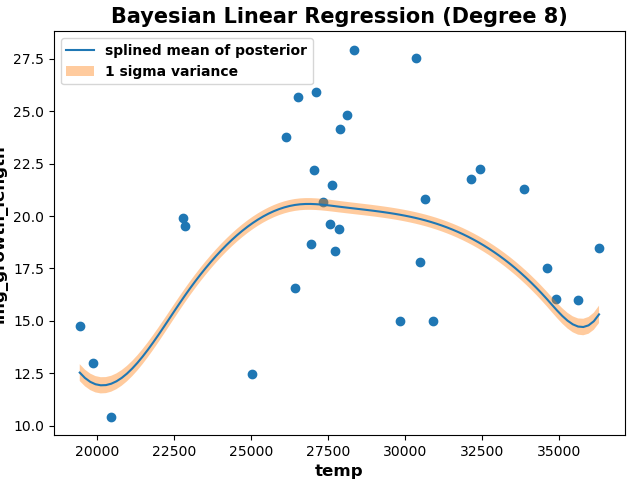 Bayesian Linear Regression (Degree 8)
splined mean of posterior
1 sigma variance
27.5
25.0
22.5
20.0
17.5
15.0
12.5
10.0
20000 22500 25000 27500 30000 32500 35000
temp